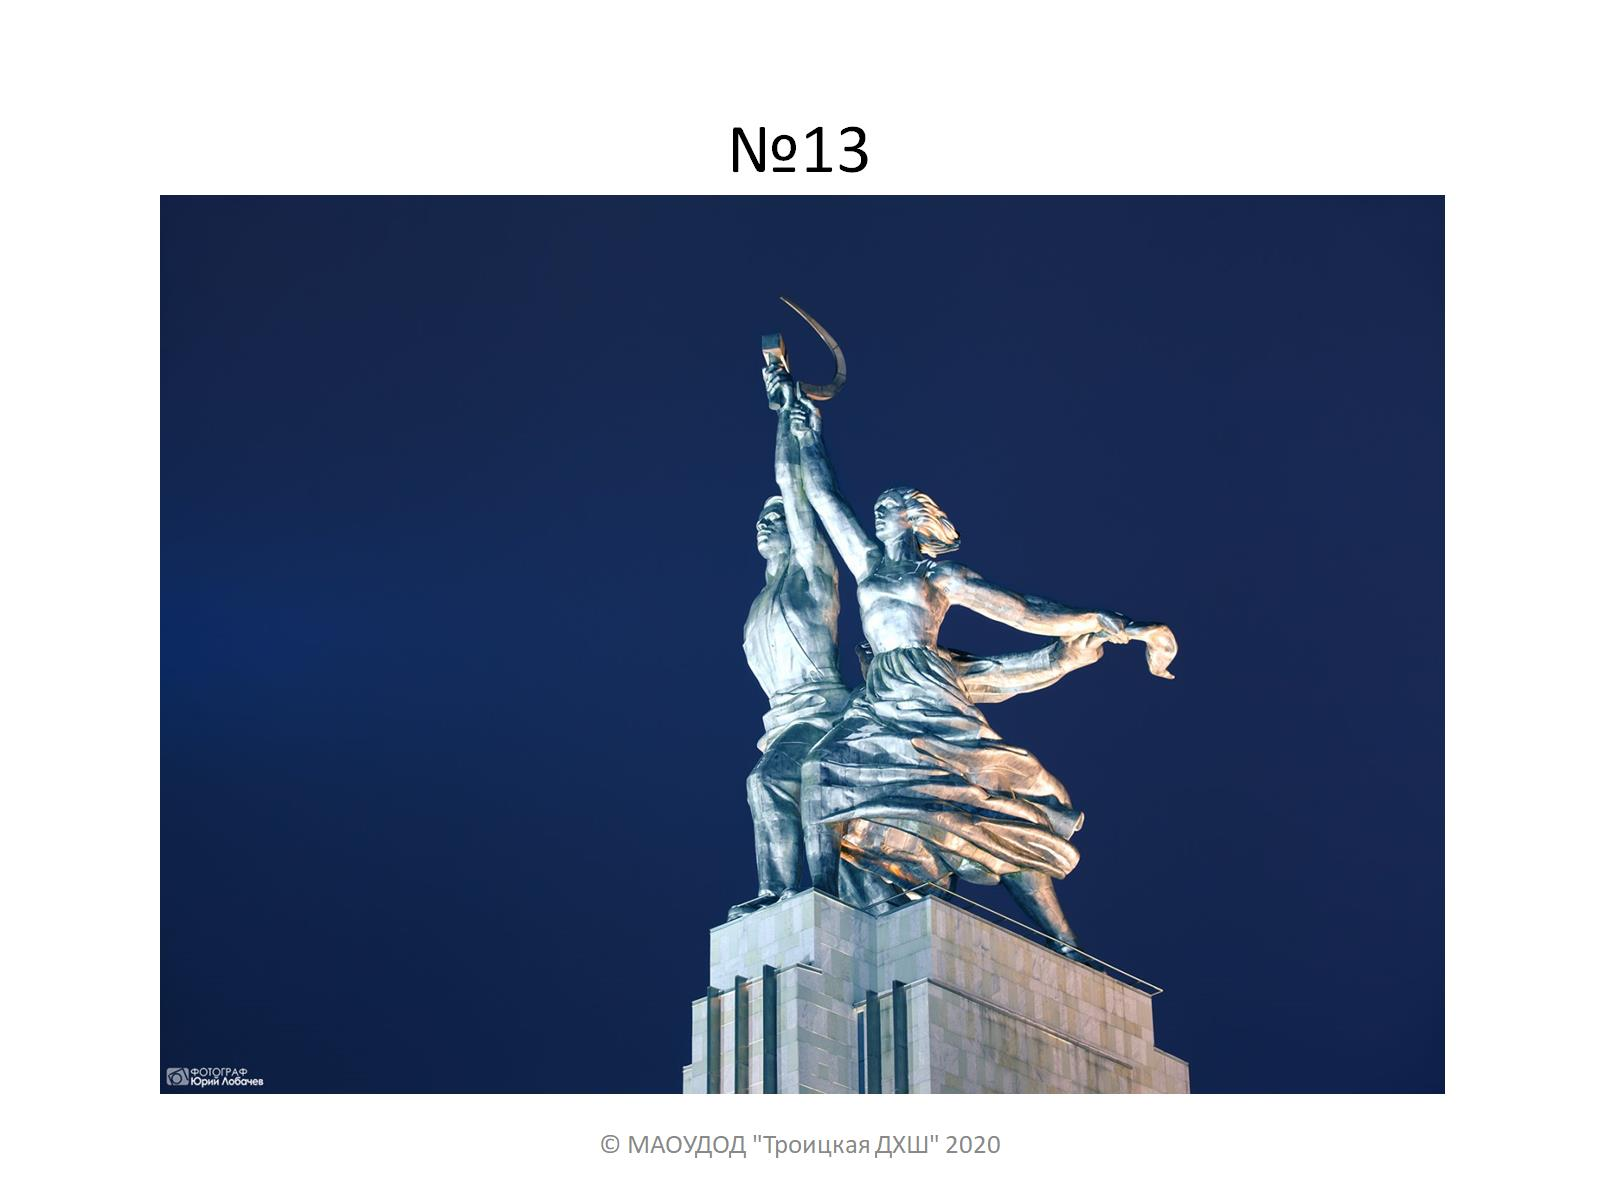 №13
ФОТОГРАФ
Юрий Лобачев
© МАОУДОД "Троицкая ДХШ" 2020